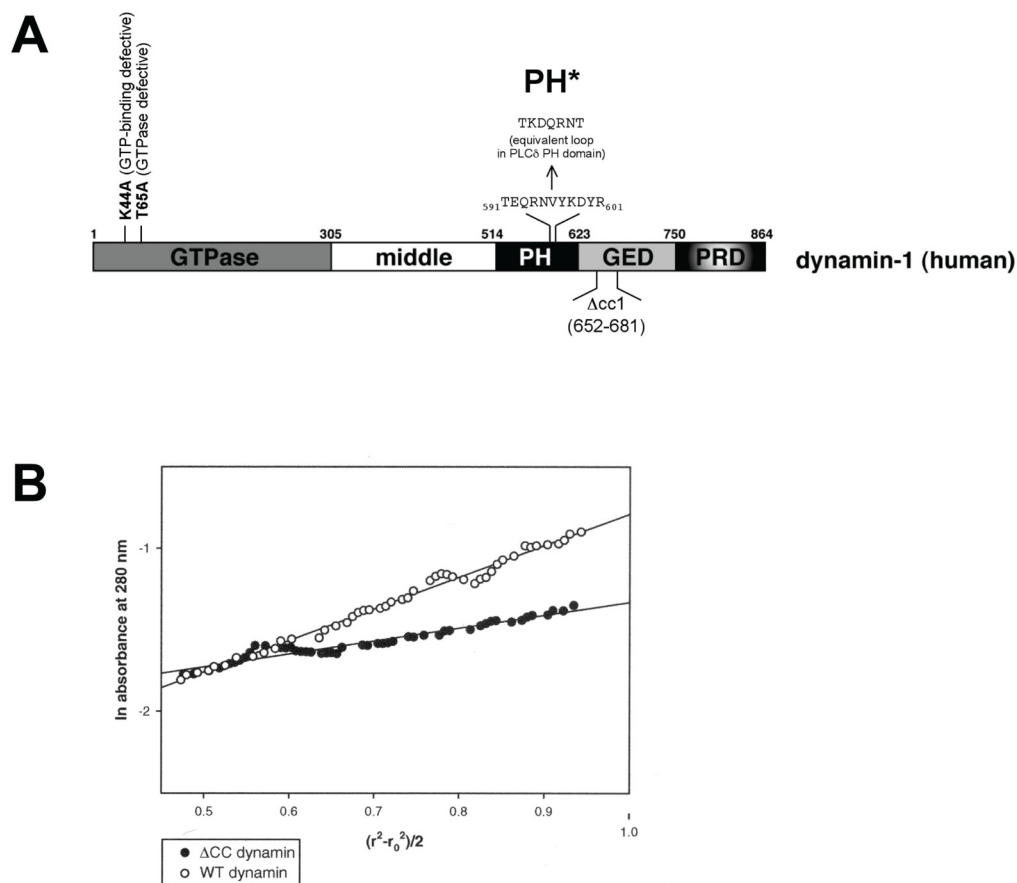 A
K44A (GTP-binding defective)
T65A (GTPase defective)
PH*
TKDQRNT
(equivalent loop
in PLCδ PH domain)
591TEQRNVYKDYR601
1 305 514 623 750 864
GTPase middle PH GED PRD
dynamin-1 (human)
Δcc1
(652-681)
B
ln absorbance at 280 nm
-1
-2
0.5 0.6 0.7 0.8 0.9 1.0
(r²-r₀²)/2
ΔCC dynamin
WT dynamin